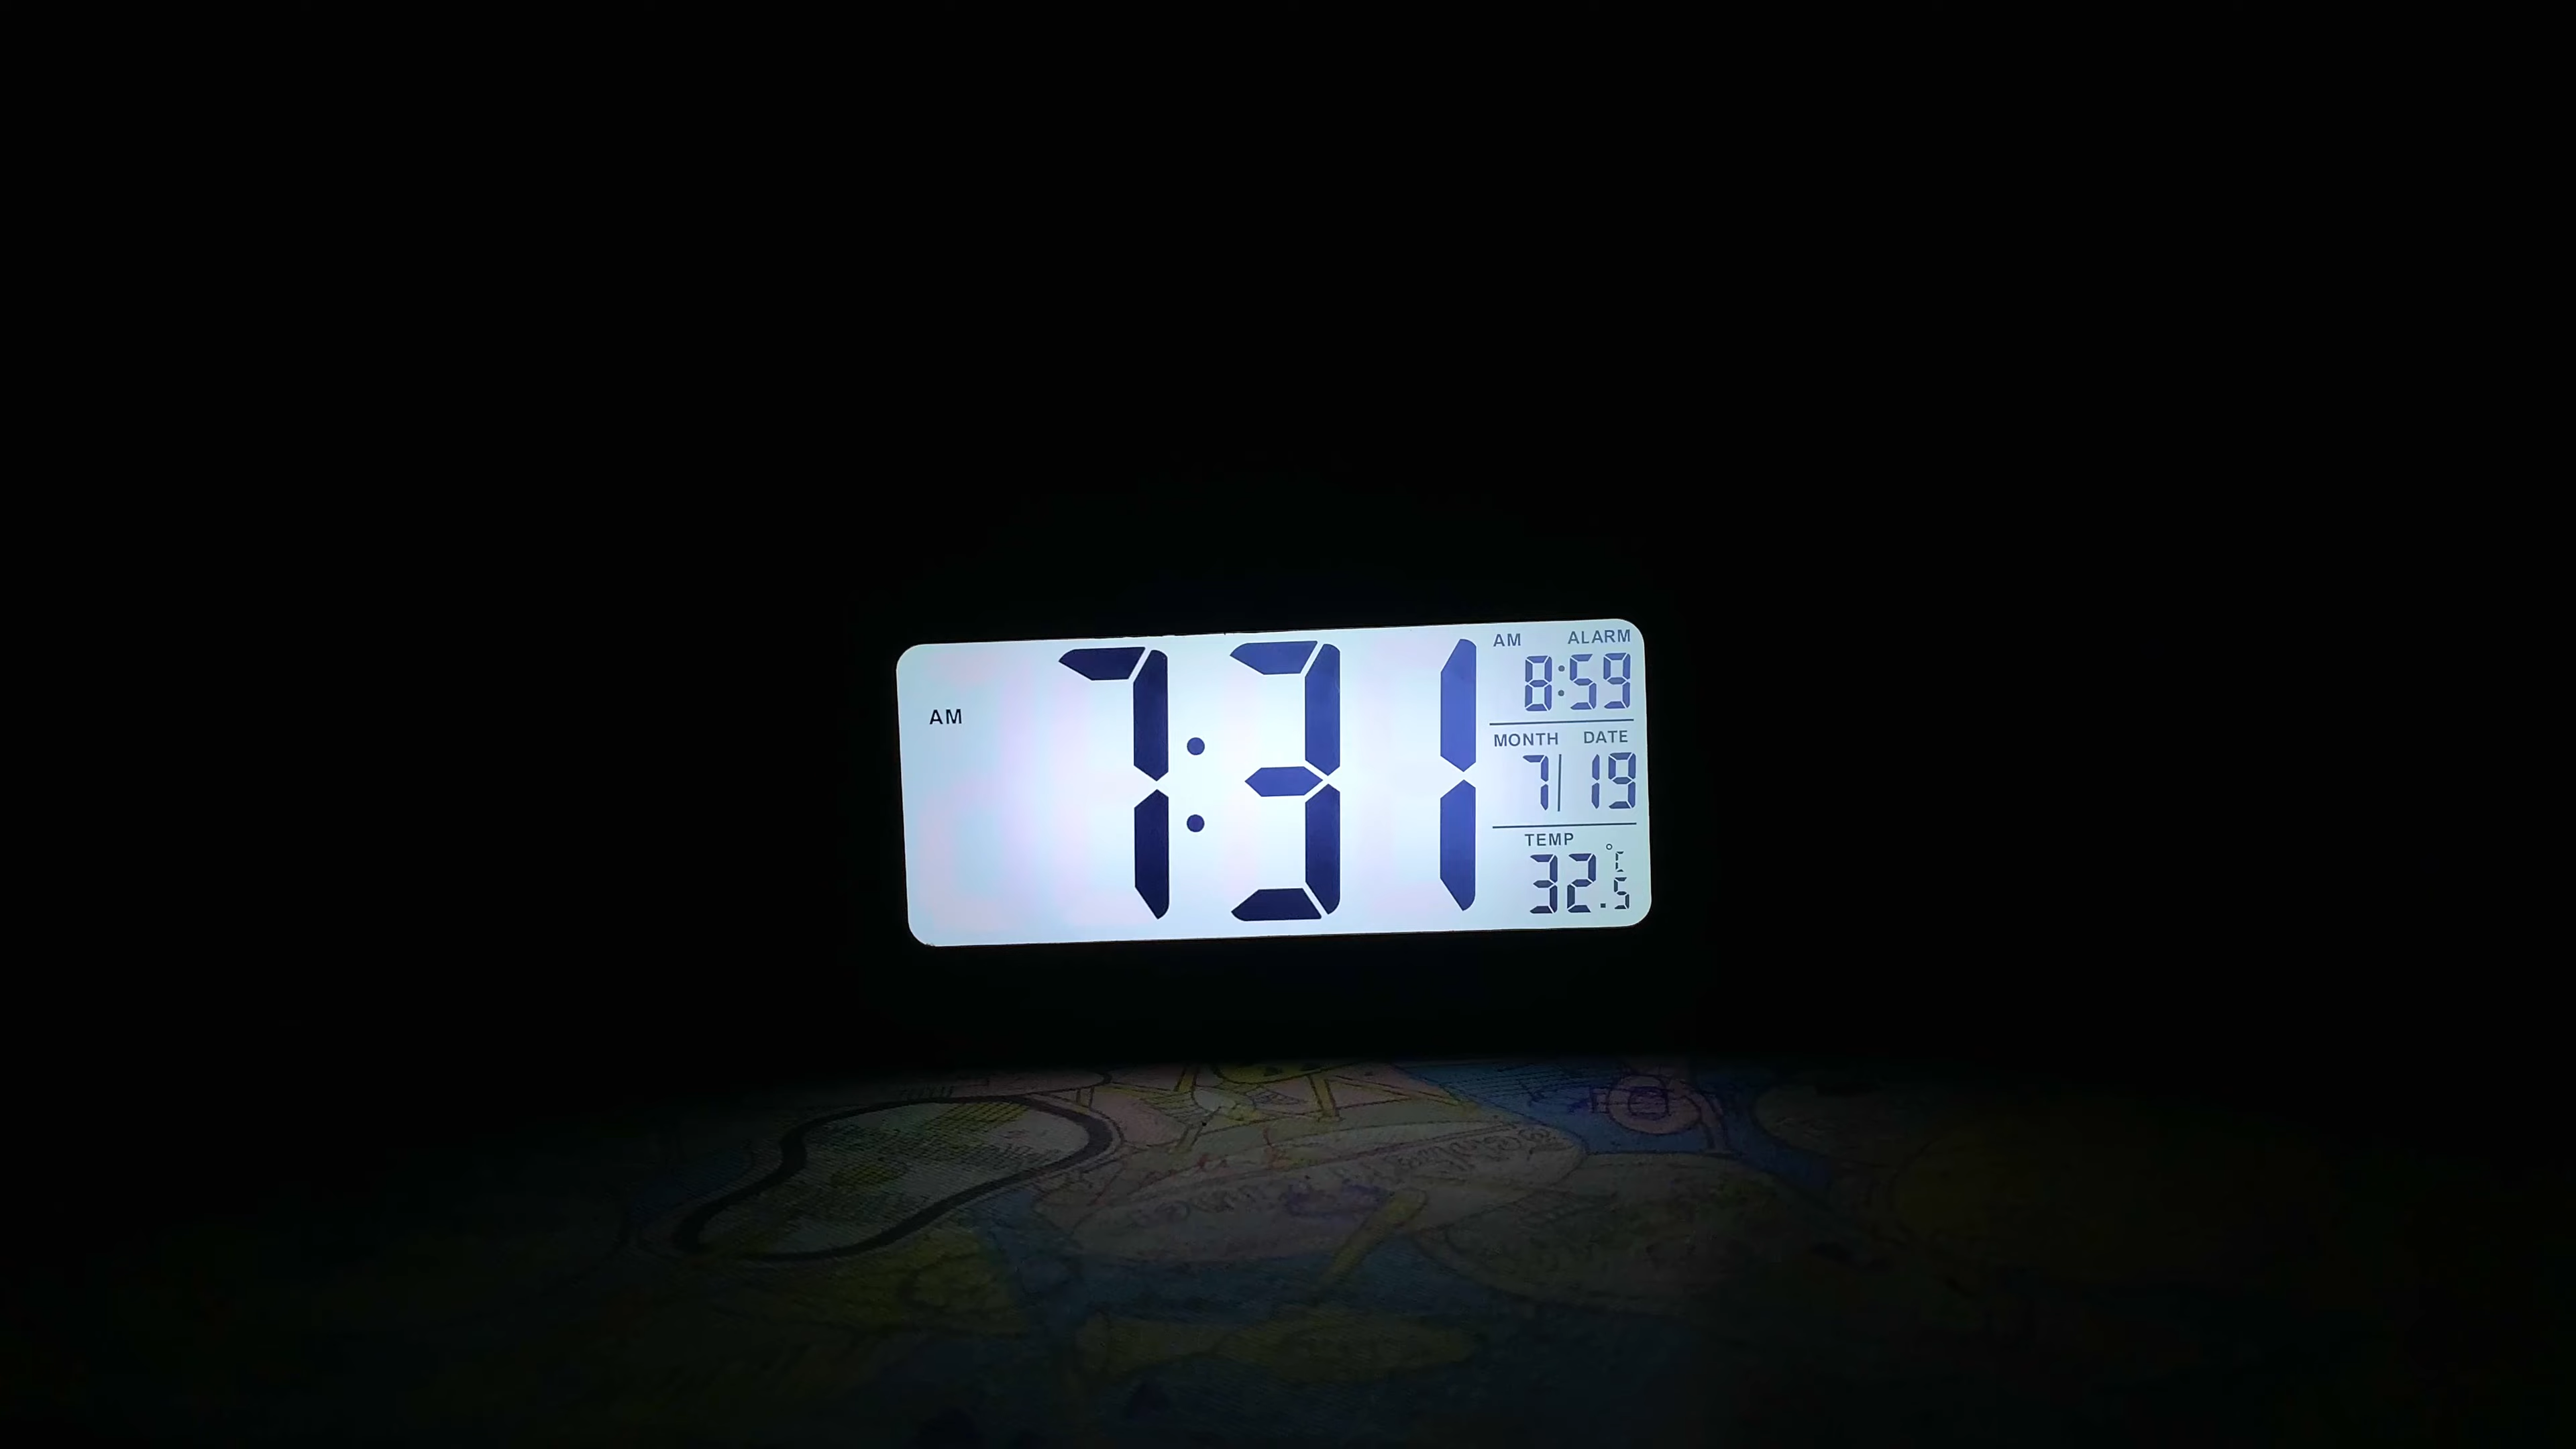 AM
7:31
AM ALARM
8:59
MONTH DATE
7/19
TEMP
32.5 °C